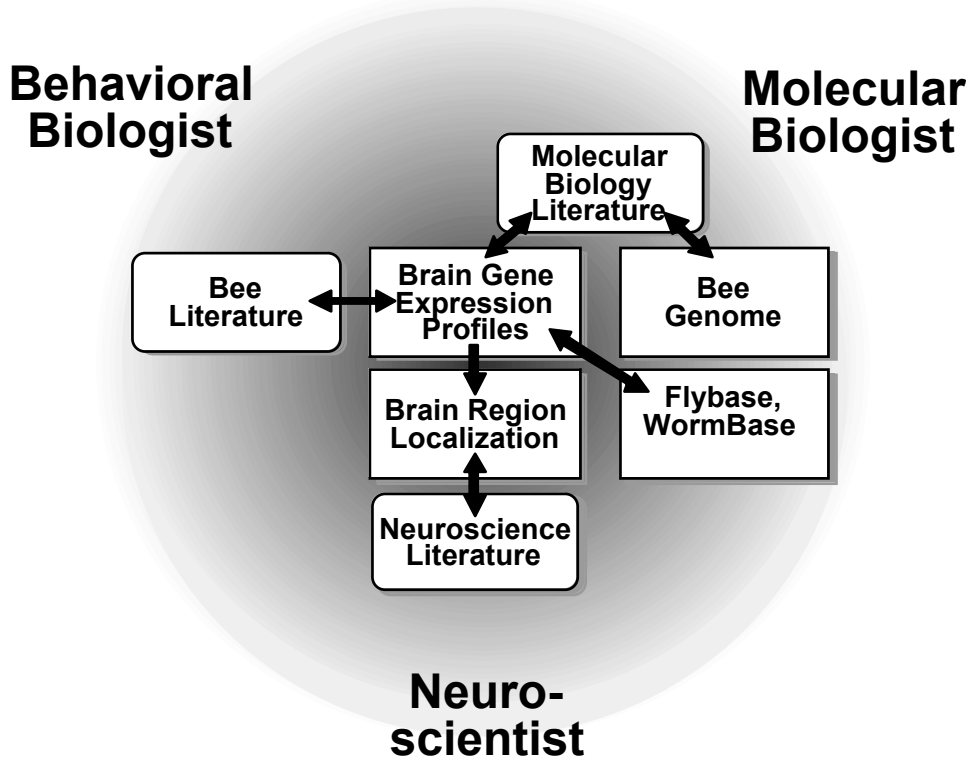 Behavioral
Biologist
Molecular
Biologist
Molecular
Biology
Literature
Bee
Literature
Brain Gene
Expression
Profiles
Bee
Genome
Brain Region
Localization
Flybase,
WormBase
Neuroscience
Literature
Neuro-
scientist